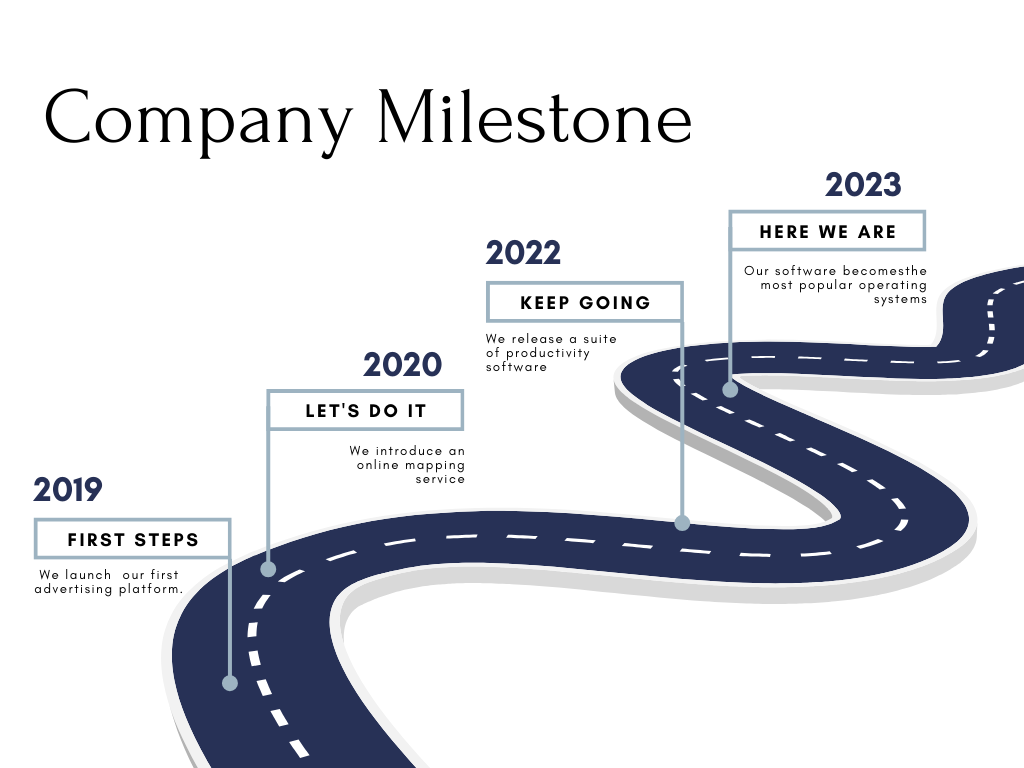 Company Milestone
2019
FIRST STEPS
We launch  our first
advertising platform.
2020
LET'S DO IT
We introduce an
online mapping
service
2022
KEEP GOING
We release a suite
of productivity
software
2023
HERE WE ARE
Our software becomesthe
most popular operating
systems